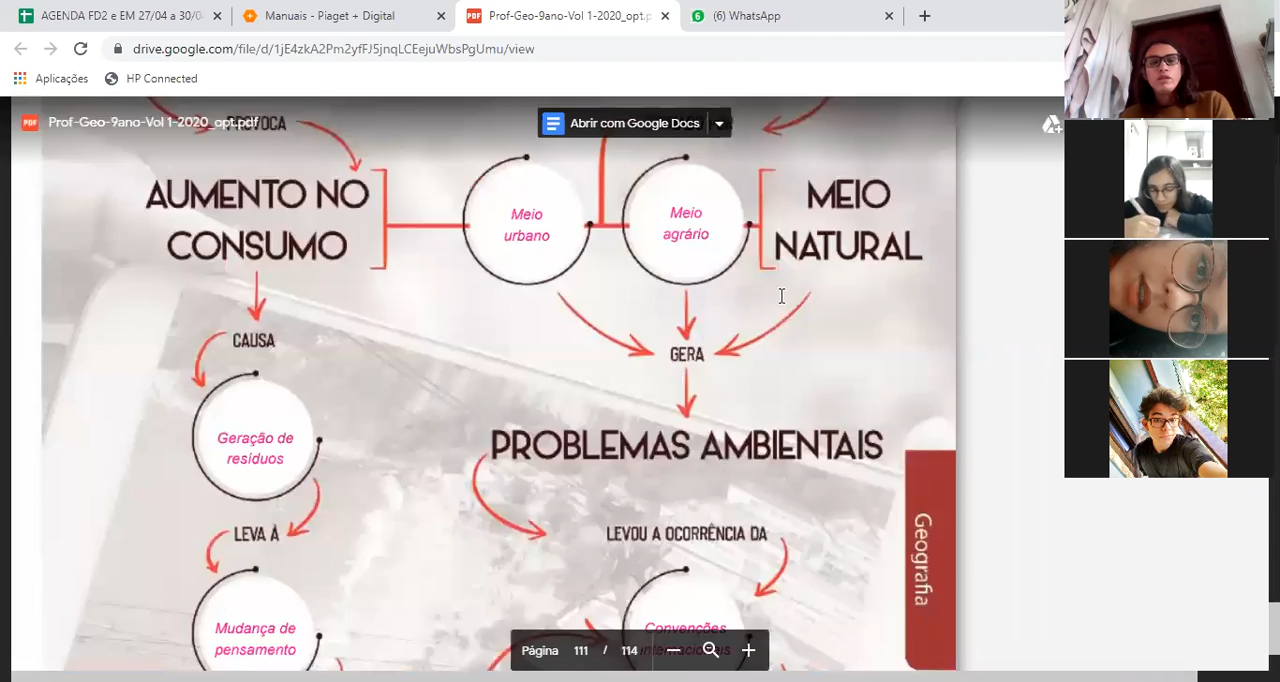 AGENDA FD2 e EM 27/04 a 30/0
Manuais - Piaget + Digital
Prof-Geo-9ano-Vol 1-2020_opt.p
(6) WhatsApp
drive.google.com/file/d/1jE4zkA2Pm2yfFJ5jnqLCEejuWbsPgUmu/view
Aplicações
HP Connected
PDF
Prof-Geo-9ano-Vol 1-2020_opt.pdf
Abrir com Google Docs
AUMENTO NO
CONSUMO
Meio
urbano
Meio
agrário
MEIO
NATURAL
CAUSA
GERA
Geração de
resíduos
PROBLEMAS AMBIENTAIS
LEVA À
LEVOU A OCORRÊNCIA DA
Geografia
Mudança de
pensamento
Convenções
internacionais
Página 111 / 114